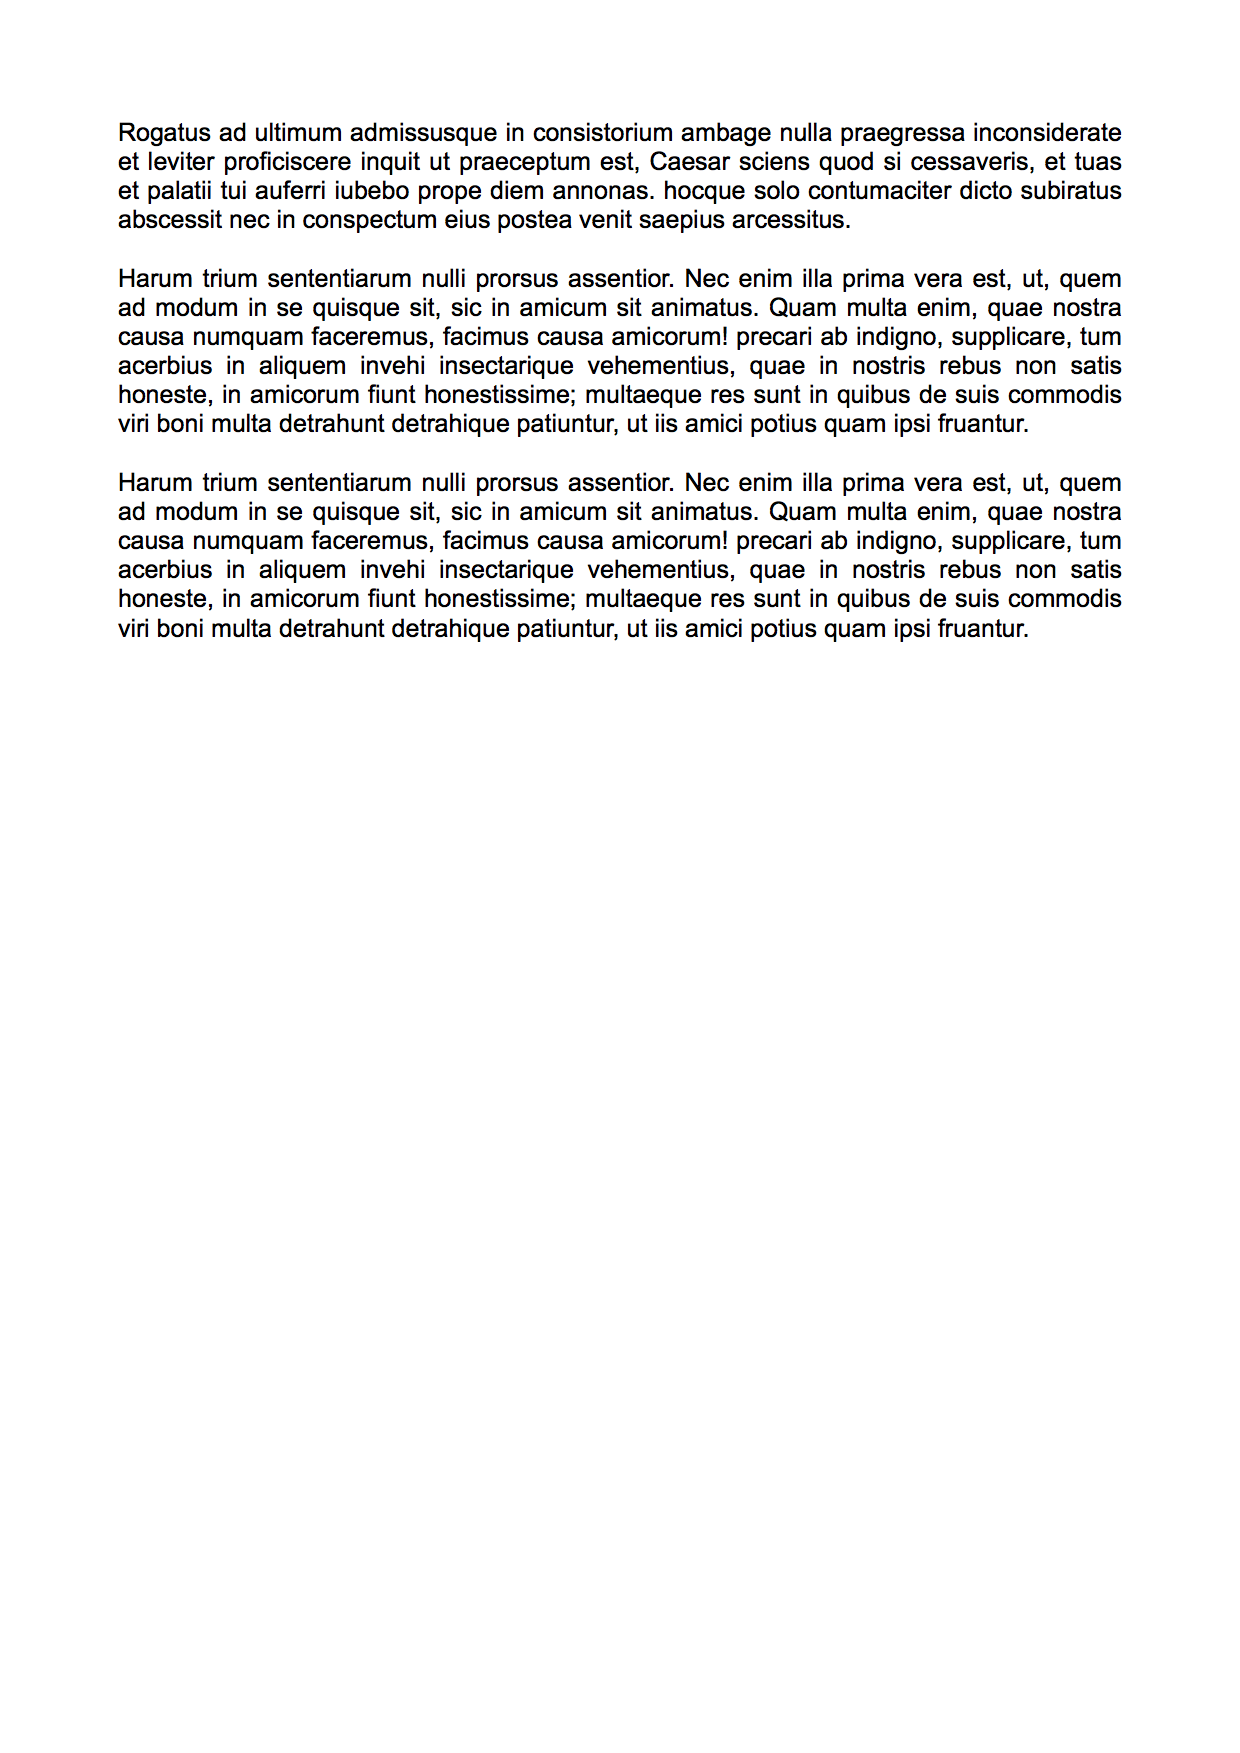 Rogatus ad ultimum admissusque in consistorium ambage nulla praegressa inconsiderate
et leviter proficiscere inquit ut praeceptum est, Caesar sciens quod si cessaveris, et tuas
et palatii tui auferri iubebo prope diem annonas. hocque solo contumaciter dicto subiratus
abscessit nec in conspectum eius postea venit saepius arcessitus.

Harum trium sententiarum nulli prorsus assentior. Nec enim illa prima vera est, ut, quem
ad modum in se quisque sit, sic in amicum sit animatus. Quam multa enim, quae nostra
causa numquam faceremus, facimus causa amicorum! precari ab indigno, supplicare, tum
acerbius in aliquem invehi insectarique vehementius, quae in nostris rebus non satis
honeste, in amicorum fiunt honestissime; multaeque res sunt in quibus de suis commodis
viri boni multa detrahunt detrahique patiuntur, ut iis amici potius quam ipsi fruantur.

Harum trium sententiarum nulli prorsus assentior. Nec enim illa prima vera est, ut, quem
ad modum in se quisque sit, sic in amicum sit animatus. Quam multa enim, quae nostra
causa numquam faceremus, facimus causa amicorum! precari ab indigno, supplicare, tum
acerbius in aliquem invehi insectarique vehementius, quae in nostris rebus non satis
honeste, in amicorum fiunt honestissime; multaeque res sunt in quibus de suis commodis
viri boni multa detrahunt detrahique patiuntur, ut iis amici potius quam ipsi fruantur.